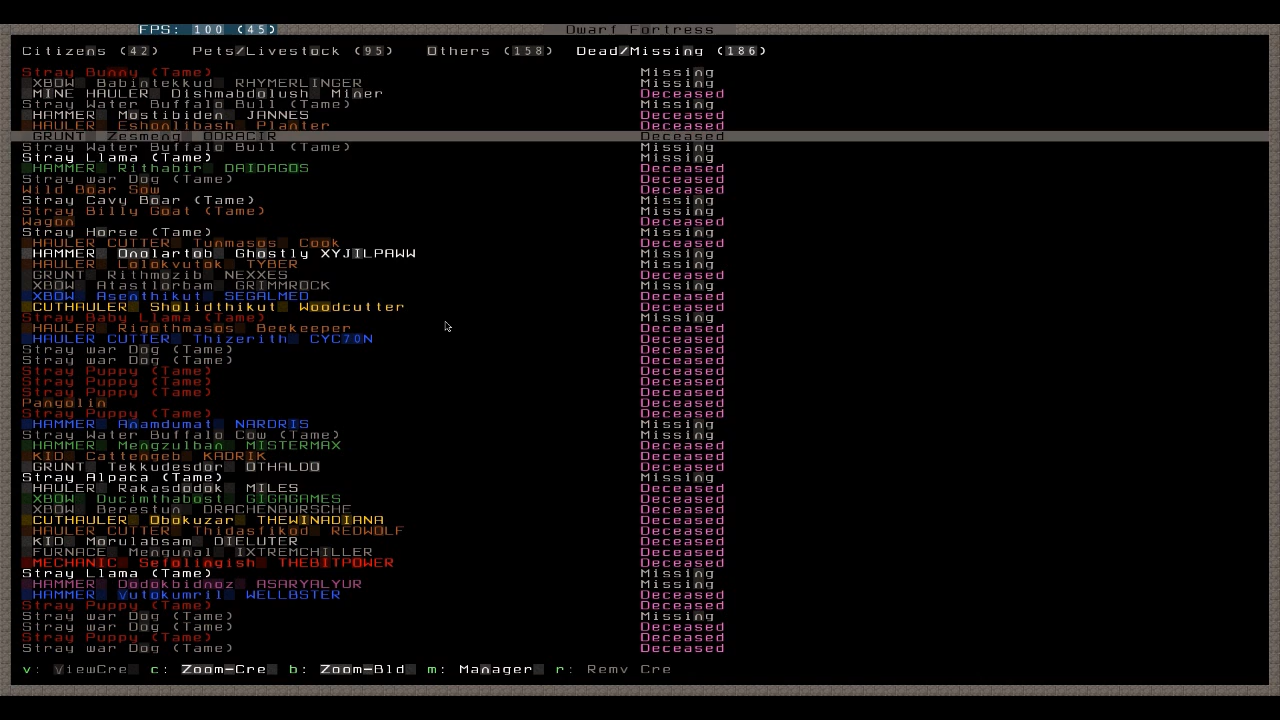 FPS: 100 (45) Dwarf Fortress
Citizens (42) Pets/Livestock (95) Others (158) Dead/Missing (186)
Stray Bunny (Tame) Missing
XBOW Babintekkud RHYMERLINGER Missing
MINE HAULER Dishmabdolush Miner Deceased
Stray Water Buffalo Bull (Tame) Missing
HAMMER Mostibiden JANNES Deceased
HAULER Eshonlibash Planter Deceased
GRUNT Zesmeng ODRACIR Deceased
Stray Water Buffalo Bull (Tame) Missing
Stray Llama (Tame) Missing
HAMMER Rithabir DAIDAGOS Deceased
Stray war Dog (Tame) Deceased
Wild Boar Sow Deceased
Stray Cavy Boar (Tame) Missing
Stray Billy Goat (Tame) Missing
Wagon Deceased
Stray Horse (Tame) Missing
HAULER CUTTER Tunmasos Cook Deceased
HAMMER Onolartob Ghostly XYJILPAWW Missing
HAULER Lolokvutok TYBER Missing
GRUNT Rithmozib NEXXES Deceased
XBOW Atastlorbam GRIMMROCK Missing
XBOW Asenthikut SEGALMED Deceased
CUTHAULER Sholidthikut Woodcutter Deceased
Stray Baby Llama (Tame) Missing
HAULER Rigothmasos Beekeeper Deceased
HAULER CUTTER Thizerith CYC70N Deceased
Stray war Dog (Tame) Deceased
Stray war Dog (Tame) Deceased
Stray Puppy (Tame) Deceased
Stray Puppy (Tame) Deceased
Stray Puppy (Tame) Deceased
Pangolin Deceased
Stray Puppy (Tame) Deceased
HAMMER Anamdumat NARDRIS Missing
Stray Water Buffalo Cow (Tame) Missing
HAMMER Mengzulban MISTERMAX Deceased
KID Cattengeb KADRIK Deceased
GRUNT Tekkudesdor OTHALDO Deceased
Stray Alpaca (Tame) Missing
HAULER Rakasdodok MILES Deceased
XBOW Ducimthabost GIGAGAMES Deceased
XBOW Berestun DRACHENBURSCHE Deceased
CUTHAULER Obokuzar THEWINADIANA Deceased
HAULER CUTTER Thidasfikod REDWOLF Deceased
KID Morulabsam DIELUTER Deceased
FURNACE Mengunal IXTREMCHILLER Deceased
MECHANIC Sefolingish THEBITPOWER Deceased
Stray Llama (Tame) Missing
HAMMER Dodokbidnoz ASARYALYUR Missing
HAMMER Vutokumril WELLBSTER Deceased
Stray Puppy (Tame) Deceased
Stray war Dog (Tame) Missing
Stray war Dog (Tame) Deceased
Stray Puppy (Tame) Deceased
Stray war Dog (Tame) Deceased
v: ViewCre c: Zoom-Cre b: Zoom-Bld m: Manager r: Remv Cre